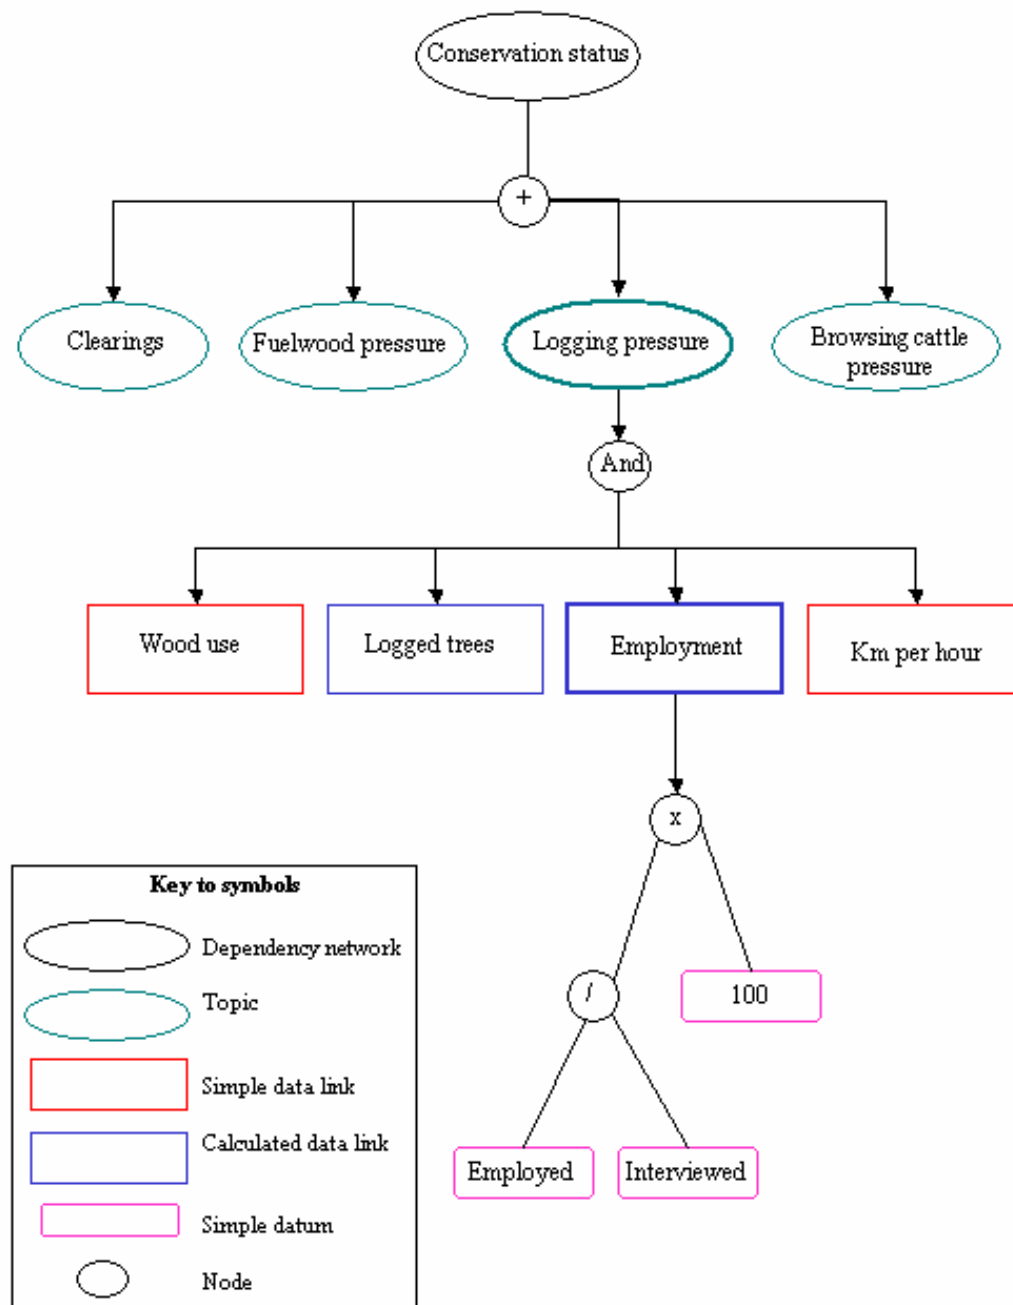 Conservation status
+
Clearings
Fuelwood pressure
Logging pressure
Browsing cattle
pressure
And
Wood use
Logged trees
Employment
Km per hour
x
/
100
Employed
Interviewed
Key to symbols
Dependency network
Topic
Simple data link
Calculated data link
Simple datum
Node